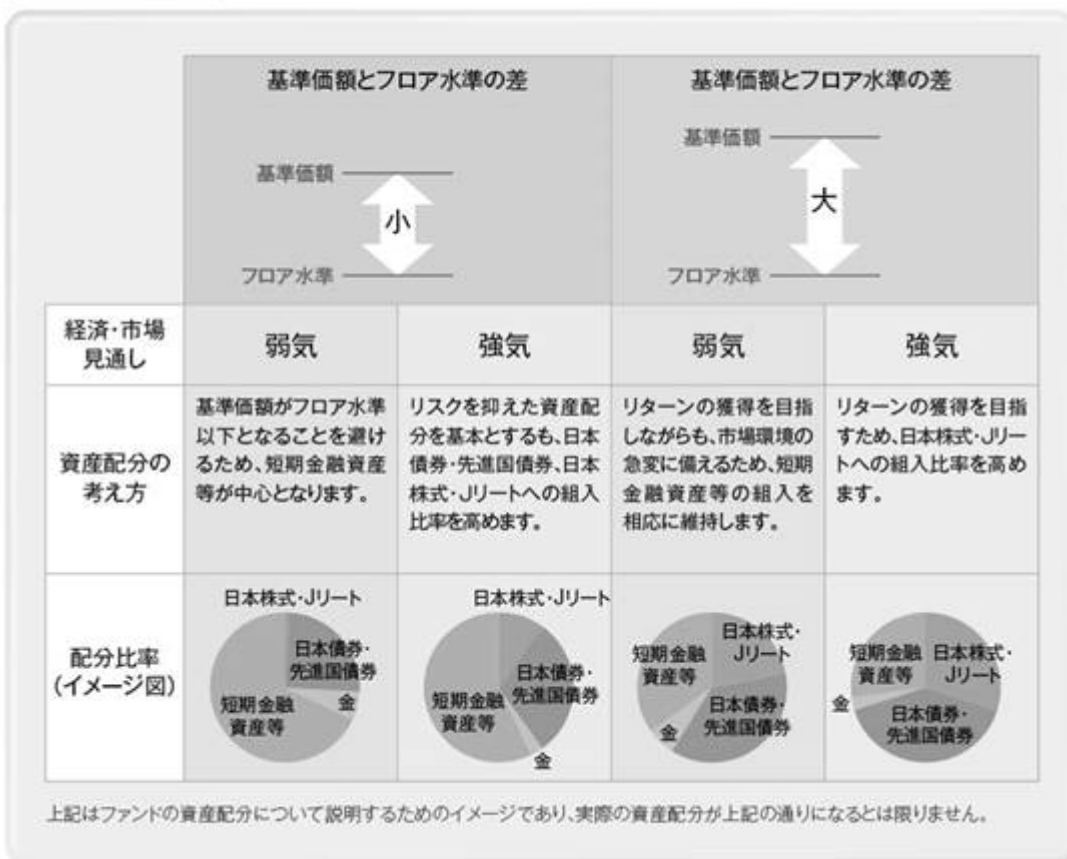 基準価額とフロア水準の差
基準価額
小
フロア水準
基準価額とフロア水準の差
基準価額
大
フロア水準
経済・市場
見通し
弱気
強気
弱気
強気
資産配分の
考え方
基準価額がフロア水準
以下となることを避け
るため、短期金融資産
等が中心となります。
リスクを抑えた資産配
分を基本とするも、日本
債券・先進国債券、日本
株式・Jリートへの組入
比率を高めます。
リターンの獲得を目指
しながらも、市場環境の
急変に備えるため、短期
金融資産等の組入を
相応に維持します。
リターンの獲得を目指
すため、日本株式・Jリー
トへの組入比率を高め
ます。
配分比率
(イメージ図)
日本株式・Jリート
日本債券・
先進国債券
金
短期金融
資産等
日本株式・Jリート
日本債券・
先進国債券
短期金融
資産等
金
日本株式・
Jリート
短期金融
資産等
日本債券・
先進国債券
金
短期金融
資産等
日本株式・
Jリート
金
日本債券・
先進国債券
上記はファンドの資産配分について説明するためのイメージであり、実際の資産配分が上記の通りになるとは限りません。